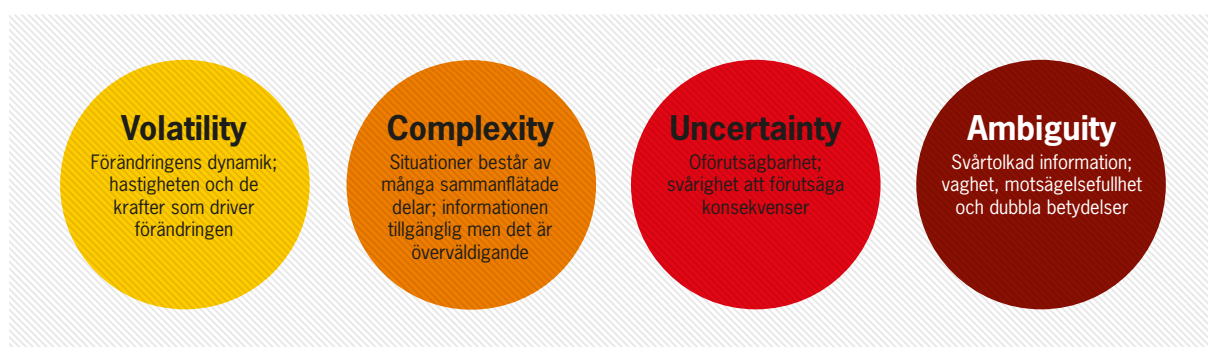 Volatility
Förändringens dynamik;
hastigheten och de
krafter som driver
förändringen
Complexity
Situationer består av
många sammanflätade
delar; informationen
tillgänglig men det är
överväldigande
Uncertainty
Oförutsägbarhet;
svårighet att förutsäga
konsekvenser
Ambiguity
Svårtolkad information;
vaghet, motsägelsefullhet
och dubbla betydelser